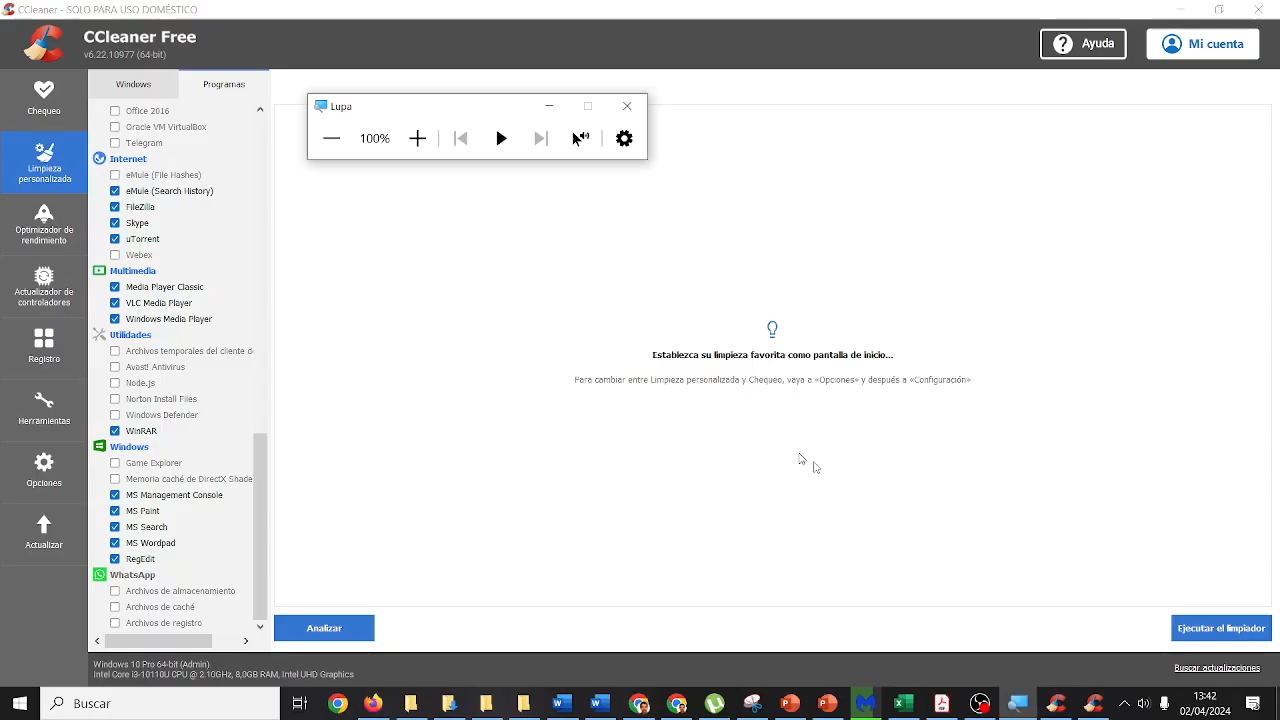 CCleaner - SOLO PARA USO DOMÉSTICO
CCleaner Free
v6.22.10977 (64-bit)
Ayuda
Mi cuenta
Chequeo
Limpieza
personalizada
Optimizador de
rendimiento
Actualizador de
controladores
Registro
Herramientas
Opciones
Actualizar
Windows
Programas
Office 2016
Oracle VM VirtualBox
Telegram
Internet
eMule (File Hashes)
eMule (Search History)
FileZilla
Skype
uTorrent
Webex
Multimedia
Media Player Classic
VLC Media Player
Windows Media Player
Utilidades
Archivos temporales del cliente d
Avast! Antivirus
Node.js
Norton Install Files
Windows Defender
WinRAR
Windows
Game Explorer
Memoria caché de DirectX Shade
MS Management Console
MS Paint
MS Search
MS Wordpad
RegEdit
WhatsApp
Archivos de almacenamiento
Archivos de caché
Archivos de registro
Lupa
100%
Establezca su limpieza favorita como pantalla de inicio...
Para cambiar entre Limpieza personalizada y Chequeo, vaya a «Opciones» y después a «Configuración»
Analizar
Ejecutar el limpiador
Windows 10 Pro 64-bit (Admin)
Intel Core i3-10110U CPU @ 2.10GHz, 8,0GB RAM, Intel UHD Graphics
Buscar actualizaciones
Buscar
13:42
02/04/2024